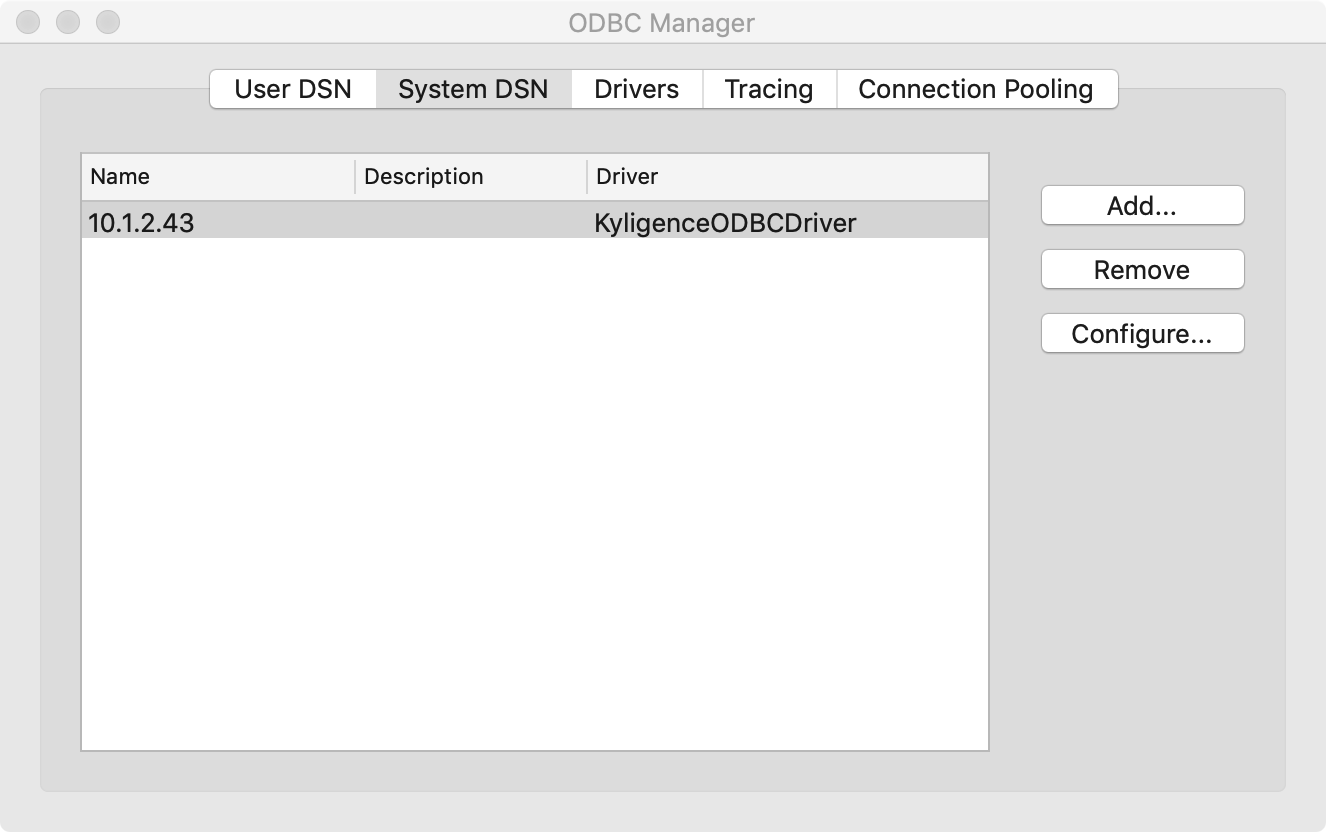 ODBC Manager
User DSN System DSN Drivers Tracing Connection Pooling
Name Description Driver
10.1.2.43 KyligenceODBCDriver
Add...
Remove
Configure...